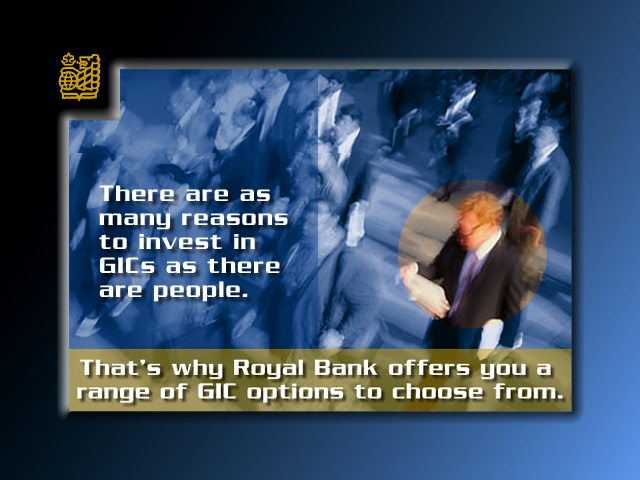 There are as
many reasons
to invest in
GICs as there
are people.
That's why Royal Bank offers you a
range of GIC options to choose from.